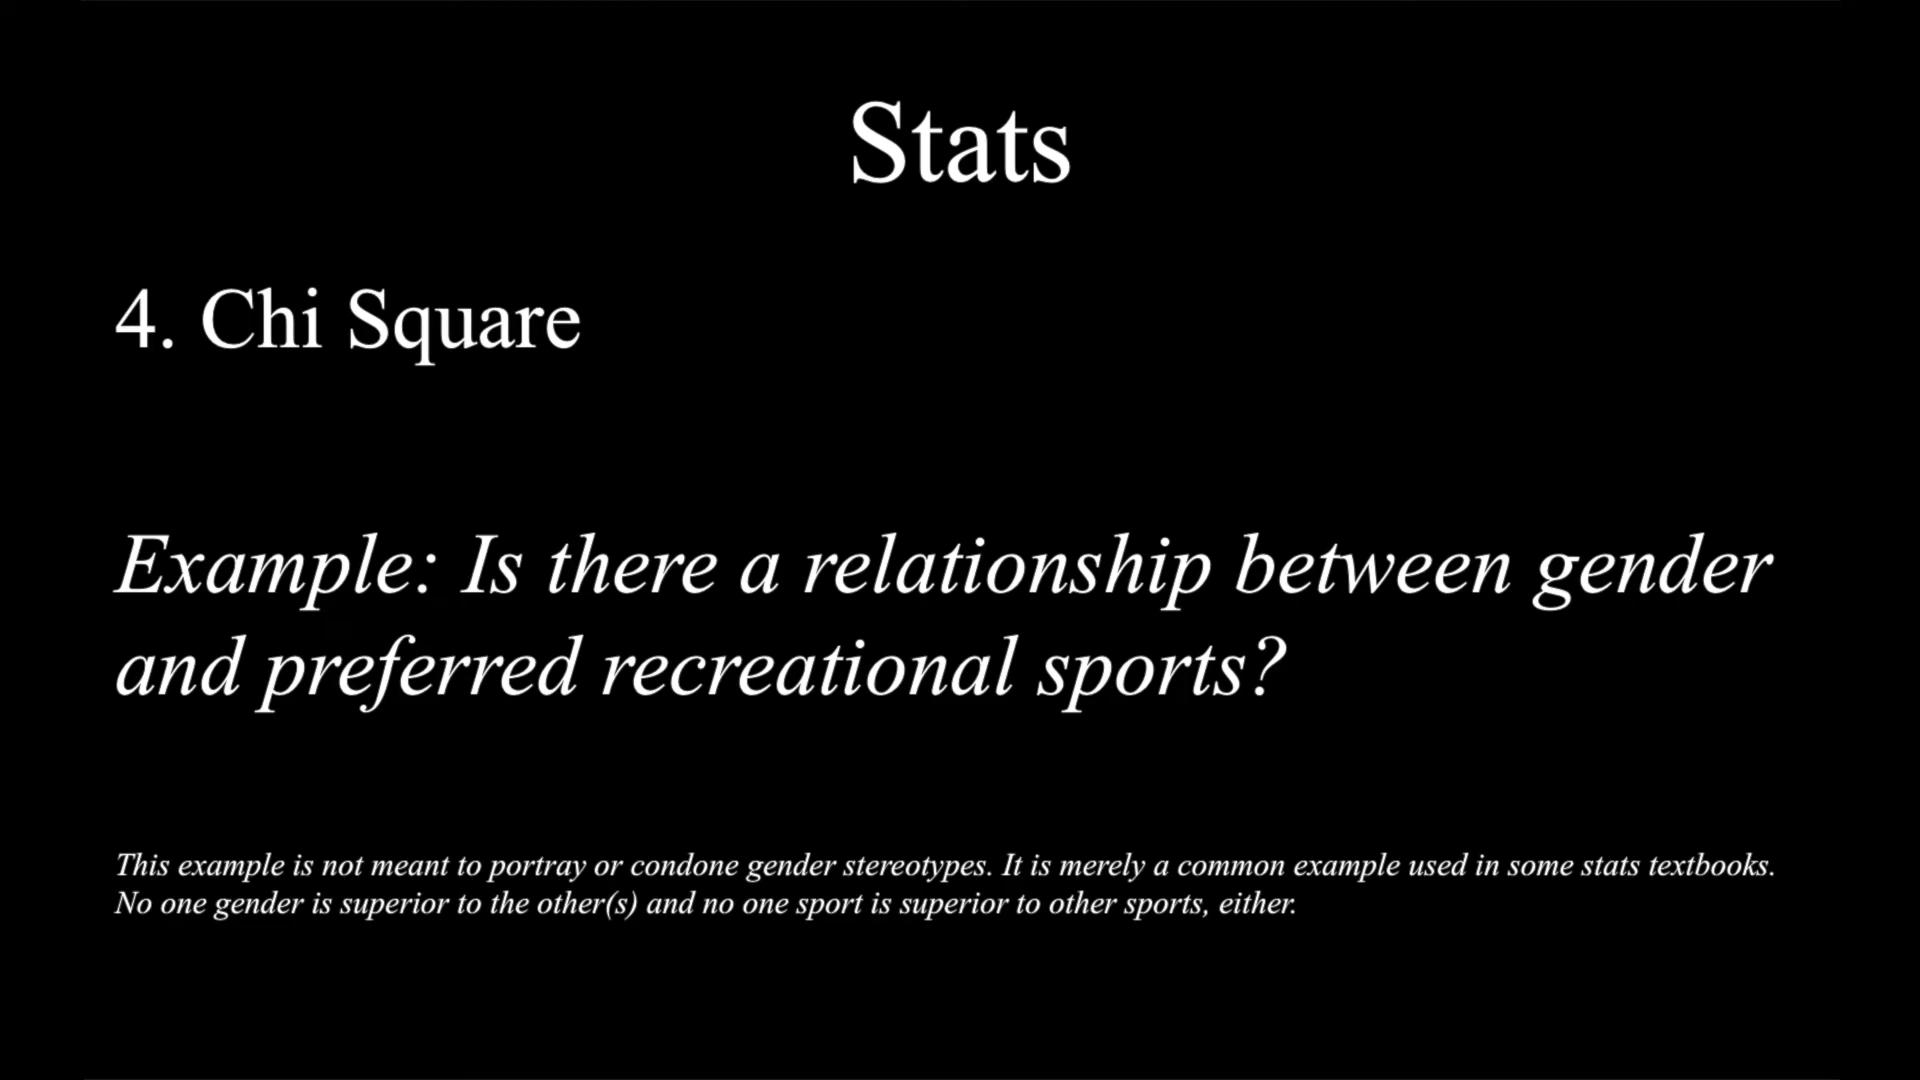 Stats
4. Chi Square
Example: Is there a relationship between gender
and preferred recreational sports?
This example is not meant to portray or condone gender stereotypes. It is merely a common example used in some stats textbooks.
No one gender is superior to the other(s) and no one sport is superior to other sports, either.